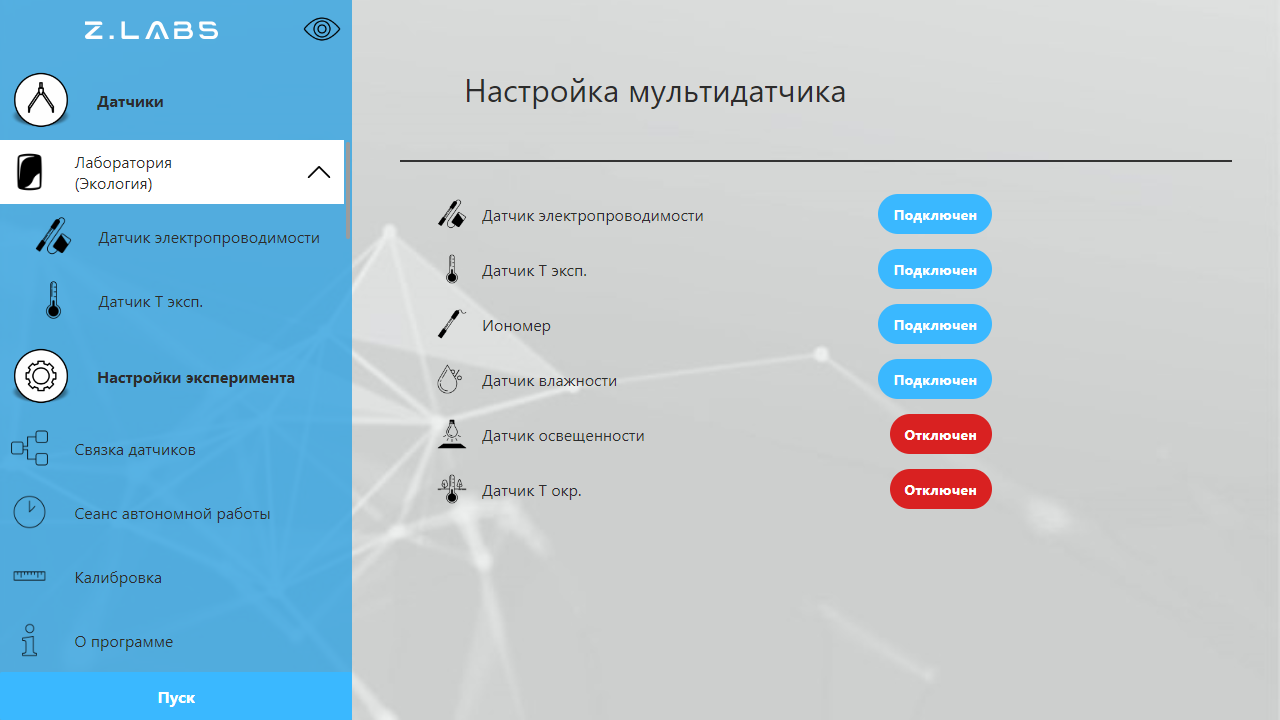 Z.LABS
Датчики
Лаборатория
(Экология)
Датчик электропроводимости
Датчик Т эксп.
Настройки эксперимента
Связка датчиков
Сеанс автономной работы
Калибровка
О программе
Пуск
Настройка мультидатчика
Датчик электропроводимости Подключен
Датчик Т эксп. Подключен
Иономер Подключен
Датчик влажности Подключен
Датчик освещенности Отключен
Датчик Т окр. Отключен